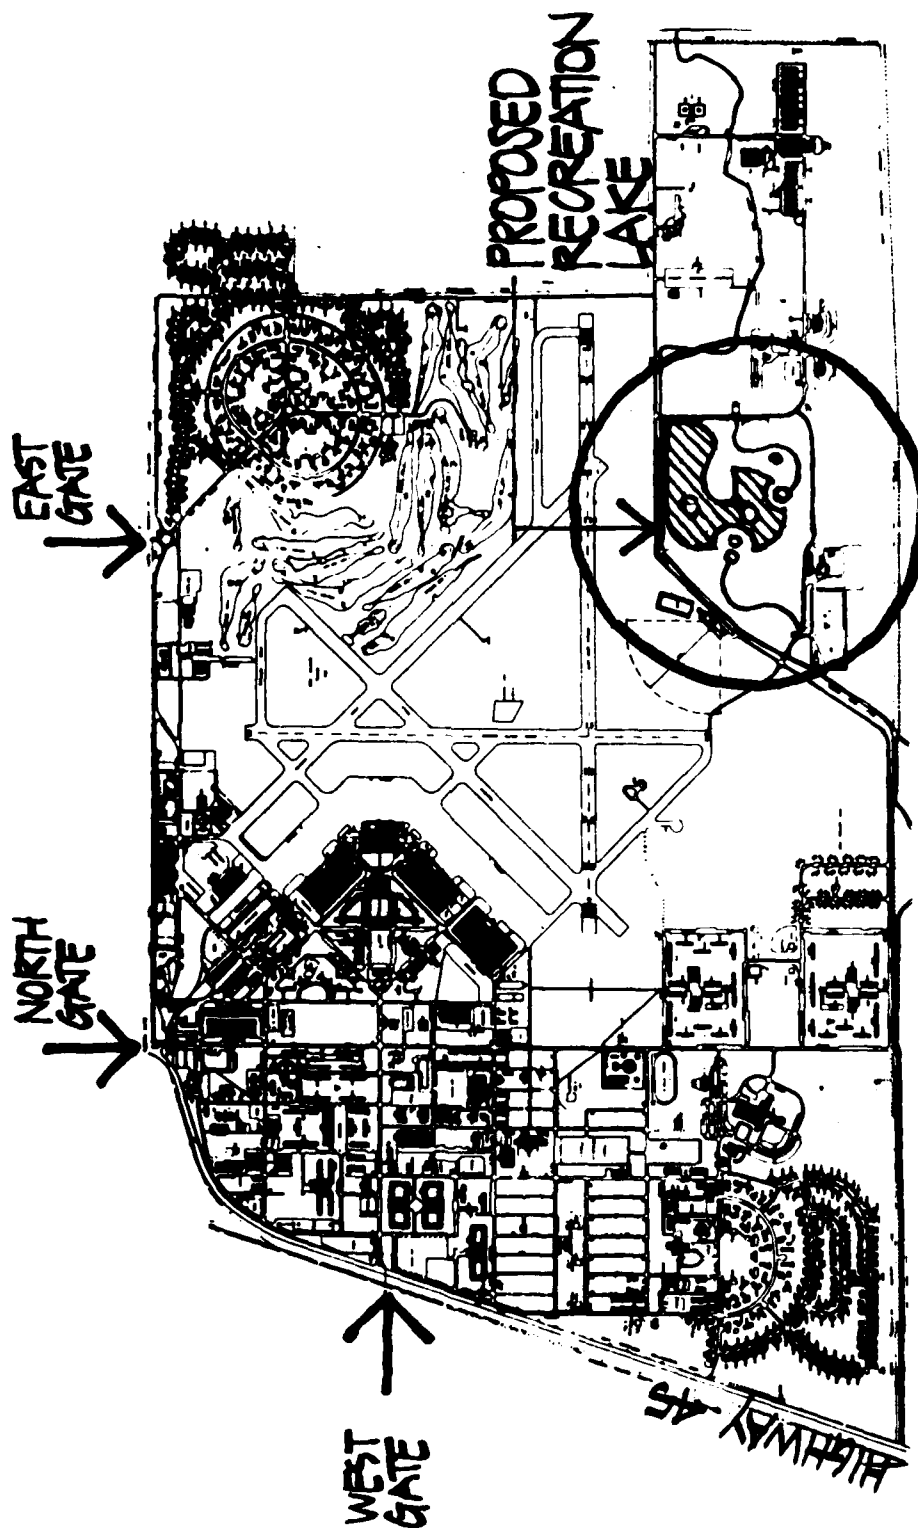 PROPOSED
RECREATION
LAKE
EAST
GATE
NORTH
GATE
WEST
GATE
HIGHWAY 45